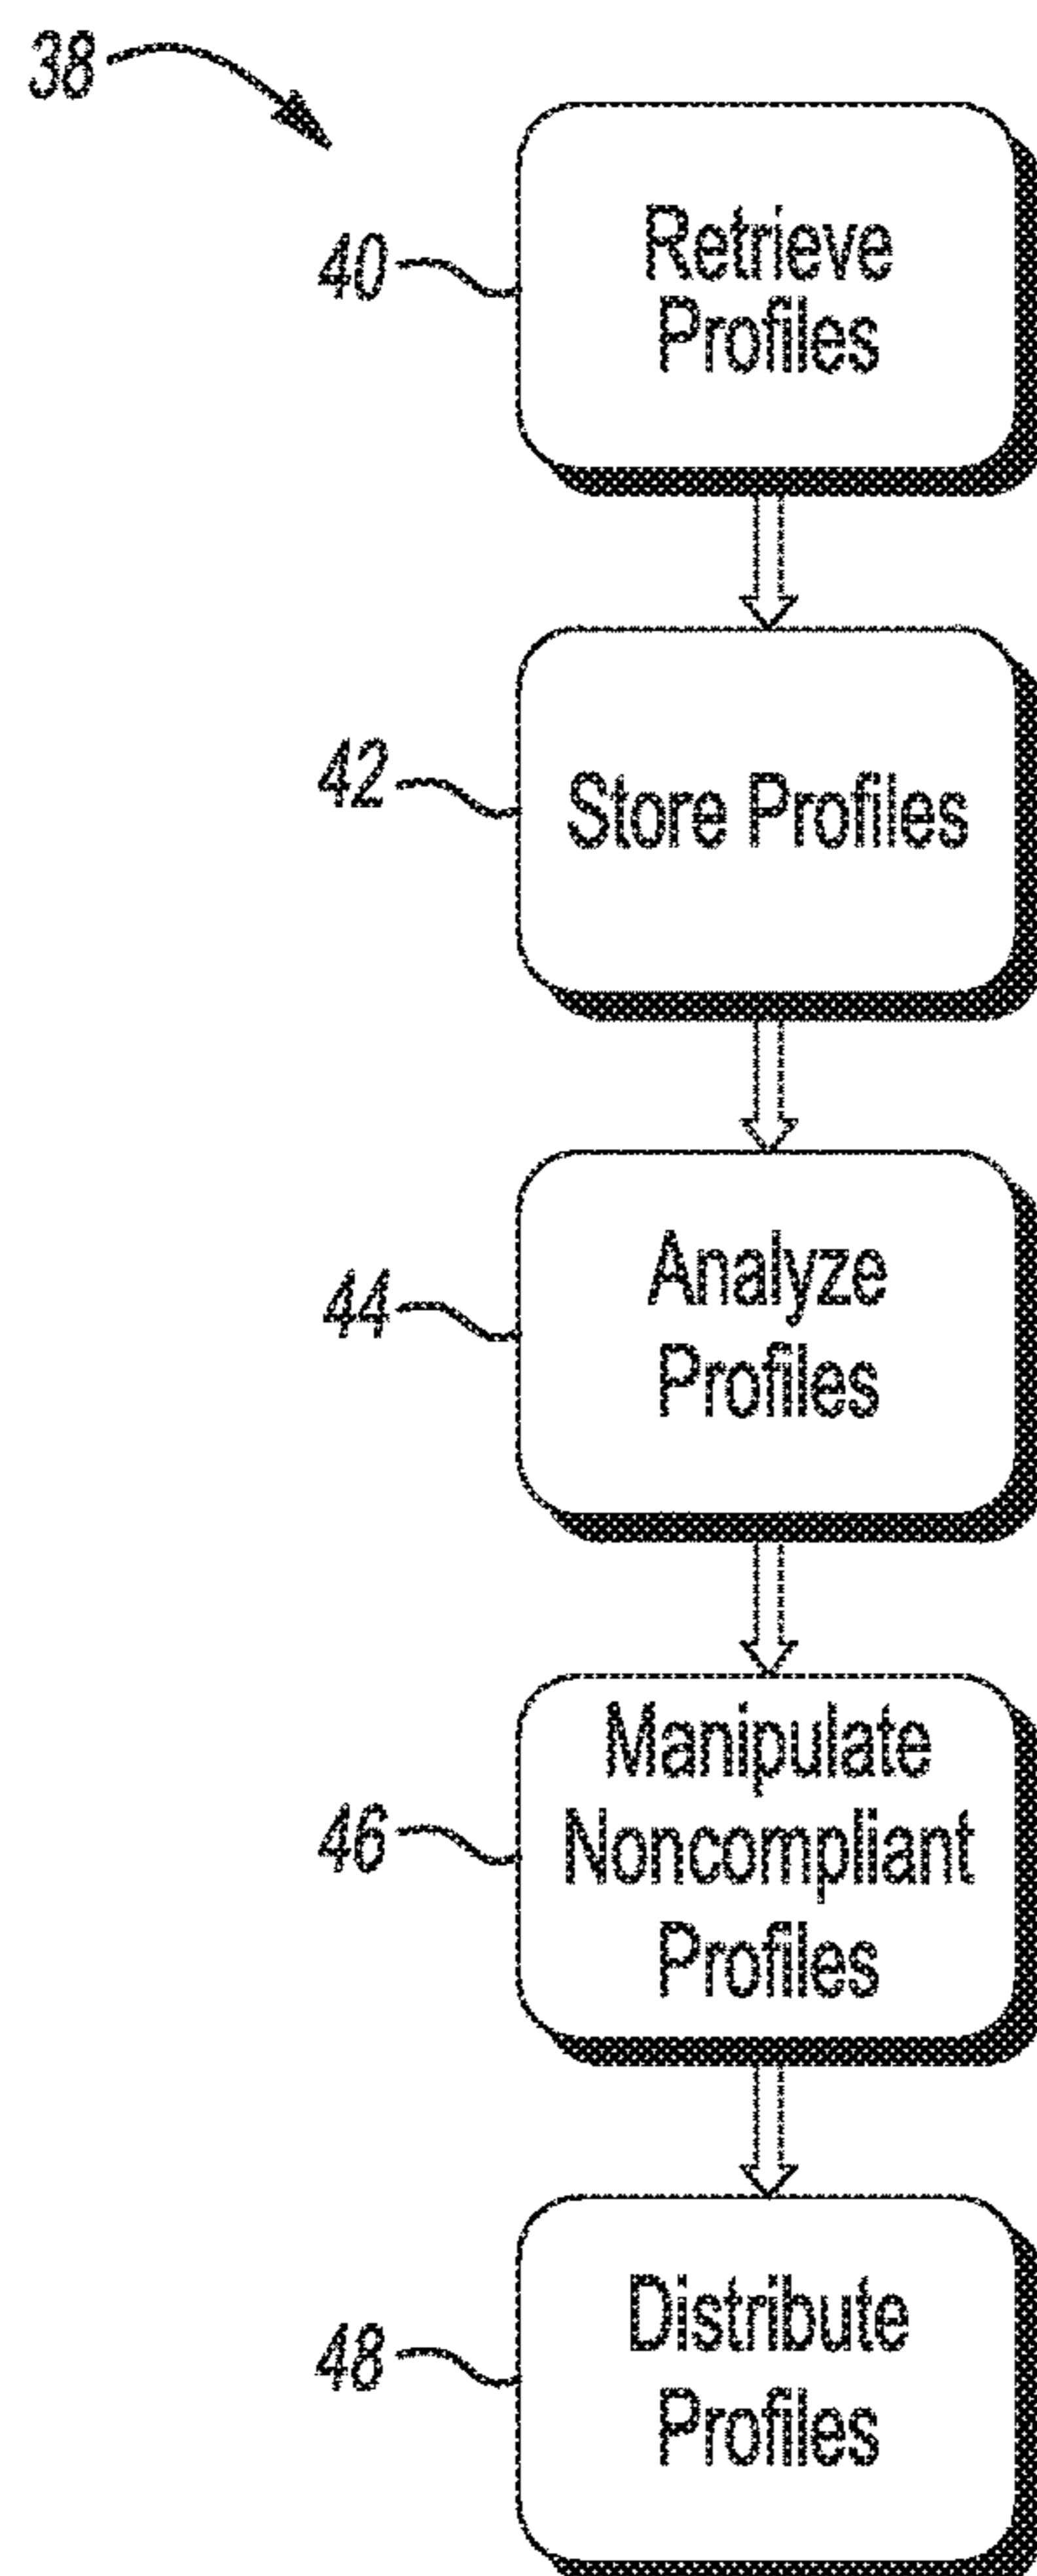 38
40
Retrieve
Profiles
42
Store Profiles
44
Analyze
Profiles
46
Manipulate
Noncompliant
Profiles
48
Distribute
Profiles